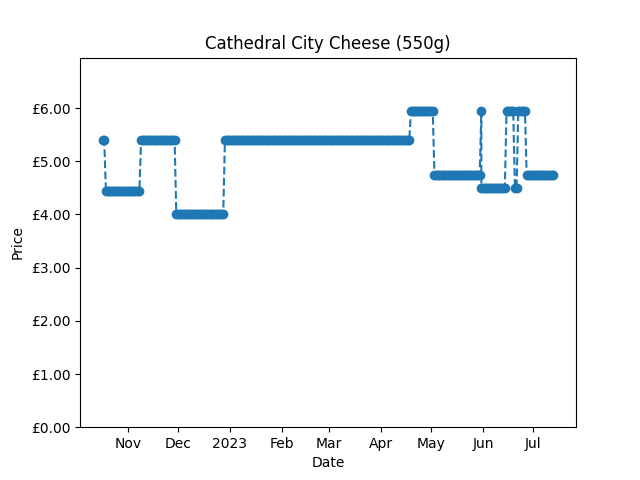 Cathedral City Cheese (550g)
£6.00
£5.00
£4.00
£3.00
£2.00
£1.00
£0.00
Price
Nov Dec 2023 Feb Mar Apr May Jun Jul
Date